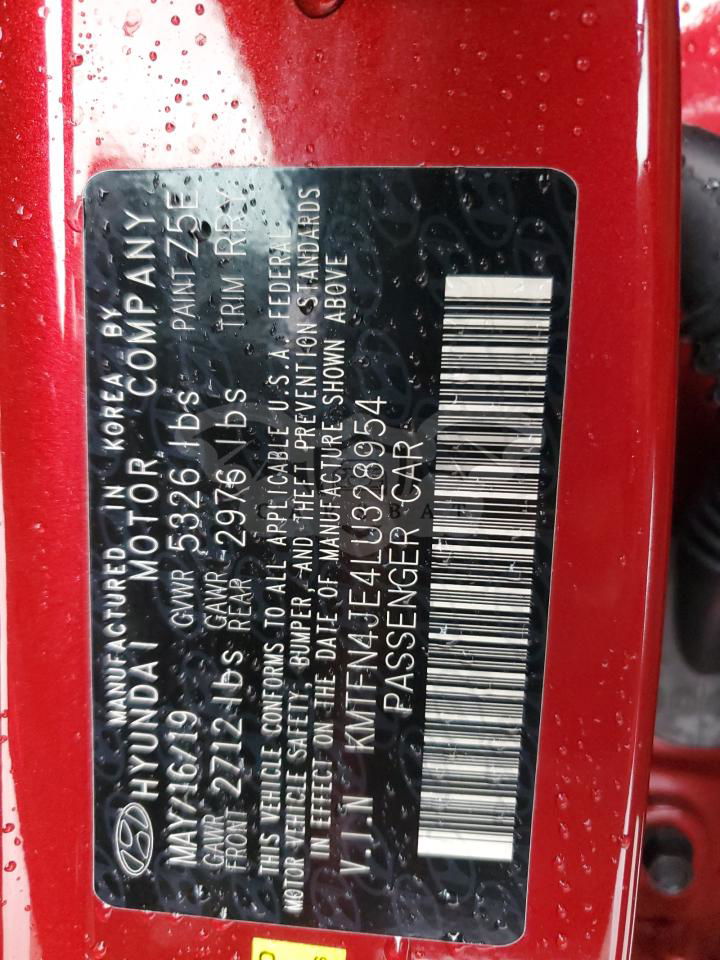 MANUFACTURED IN KOREA BY
HYUNDAI MOTOR COMPANY
MAY/16/19 GVWR 5326 lbs PAINT Z5E
GAWR FRONT 2712 lbs GAWR REAR 2976 lbs TRIM RRY
THIS VEHICLE CONFORMS TO ALL APPLICABLE U.S.A. FEDERAL
MOTOR VEHICLE SAFETY, BUMPER, AND THEFT PREVENTION STANDARDS
IN EFFECT ON THE DATE OF MANUFACTURE SHOWN ABOVE
V.I.N KMTFN4JE4LU328954
PASSENGER CAR